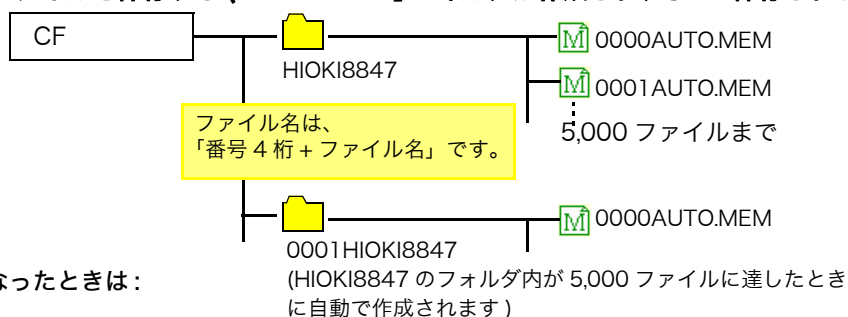 CF
HIOKI8847
0000AUTO.MEM
0001AUTO.MEM
5,000 ファイルまで
ファイル名は、
「番号 4 桁 + ファイル名」です。
0001HIOKI8847
0000AUTO.MEM
(HIOKI8847 のフォルダ内が 5,000 ファイルに達したとき
に自動で作成されます )
なったときは :